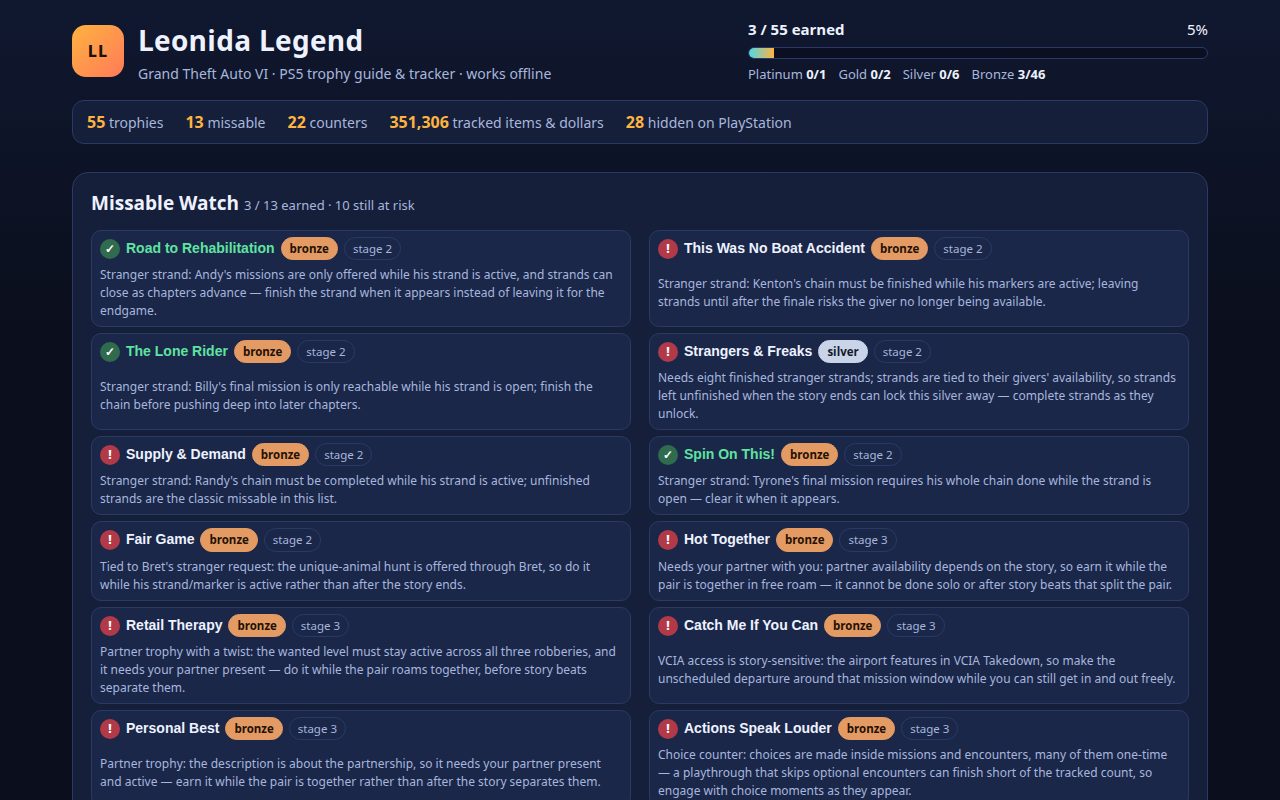 LL
Leonida Legend
Grand Theft Auto VI · PS5 trophy guide & tracker · works offline
3 / 55 earned 5%
Platinum 0/1 Gold 0/2 Silver 0/6 Bronze 3/46
55 trophies 13 missable 22 counters 351,306 tracked items & dollars 28 hidden on PlayStation
Missable Watch 3 / 13 earned · 10 still at risk
✓ Road to Rehabilitation bronze stage 2
Stranger strand: Andy's missions are only offered while his strand is active, and strands can
close as chapters advance — finish the strand when it appears instead of leaving it for the
endgame.
! This Was No Boat Accident bronze stage 2
Stranger strand: Kenton's chain must be finished while his markers are active; leaving
strands until after the finale risks the giver no longer being available.
✓ The Lone Rider bronze stage 2
Stranger strand: Billy's final mission is only reachable while his strand is open; finish the
chain before pushing deep into later chapters.
! Strangers & Freaks silver stage 2
Needs eight finished stranger strands; strands are tied to their givers' availability, so strands
left unfinished when the story ends can lock this silver away — complete strands as they
unlock.
! Supply & Demand bronze stage 2
Stranger strand: Randy's chain must be completed while his strand is active; unfinished
strands are the classic missable in this list.
✓ Spin On This! bronze stage 2
Stranger strand: Tyrone's final mission requires his whole chain done while the strand is
open — clear it when it appears.
! Fair Game bronze stage 2
Tied to Bret's stranger request: the unique-animal hunt is offered through Bret, so do it
while his strand/marker is active rather than after the story ends.
! Hot Together bronze stage 3
Needs your partner with you: partner availability depends on the story, so earn it while the
pair is together in free roam — it cannot be done solo or after story beats that split the pair.
! Retail Therapy bronze stage 3
Partner trophy with a twist: the wanted level must stay active across all three robberies, and
it needs your partner present — do it while the pair roams together, before story beats
separate them.
! Catch Me If You Can bronze stage 3
VCIA access is story-sensitive: the airport features in VCIA Takedown, so make the
unscheduled departure around that mission window while you can still get in and out freely.
! Personal Best bronze stage 3
Partner trophy: the description is about the partnership, so it needs your partner present
and active — earn it while the pair is together rather than after the story separates them.
! Actions Speak Louder bronze stage 3
Choice counter: choices are made inside missions and encounters, many of them one-time
— a playthrough that skips optional encounters can finish short of the tracked count, so
engage with choice moments as they appear.